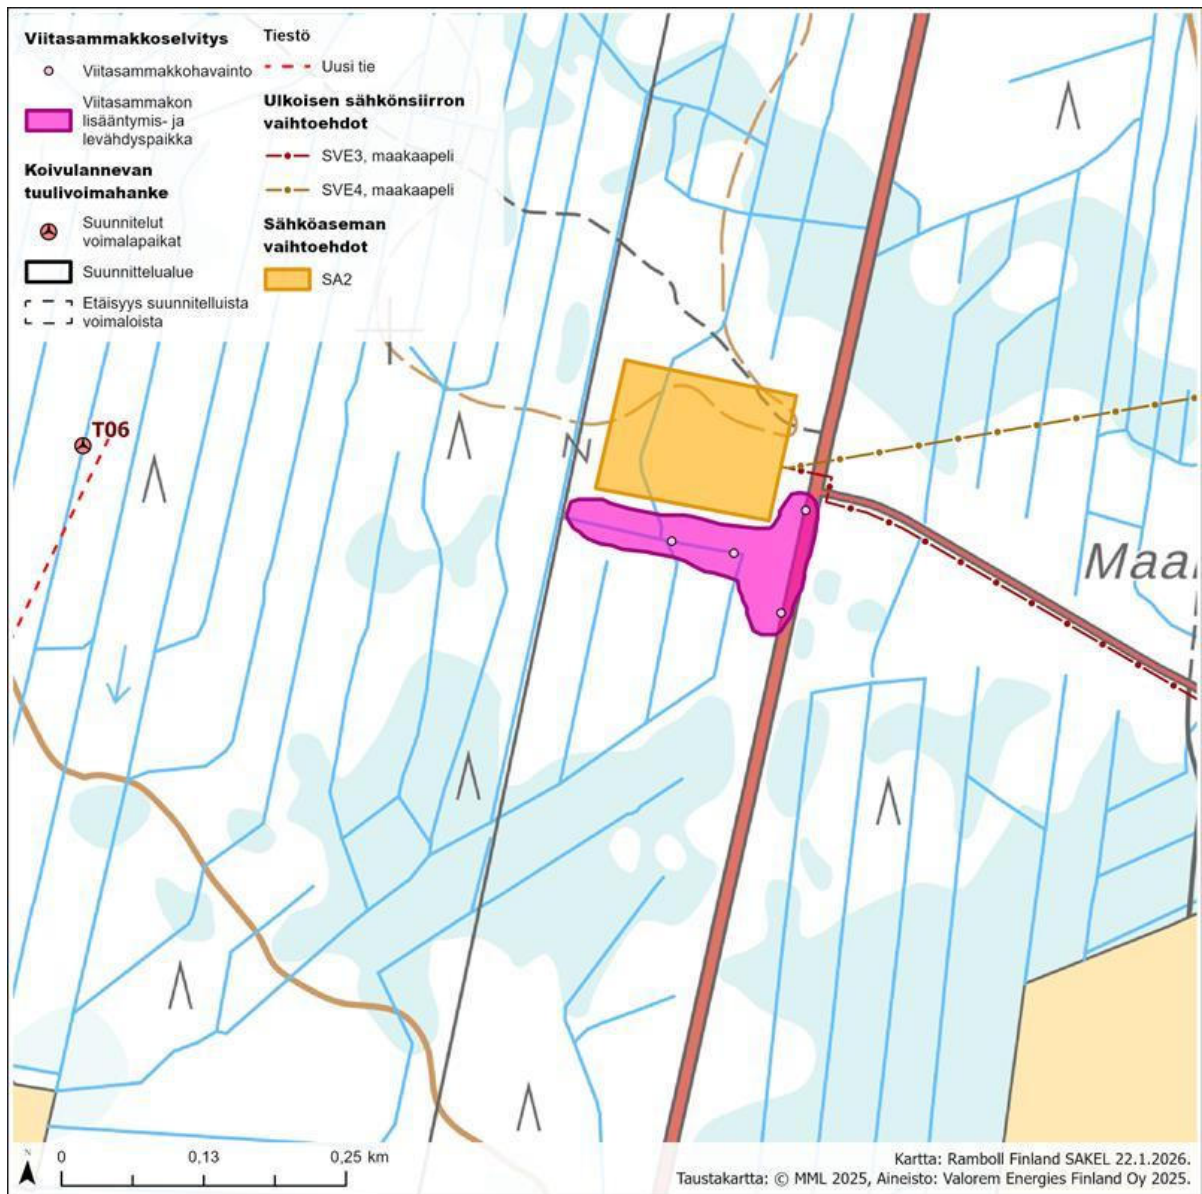 Viitasammakkoselvitys
Viitasammakkohavainto
Viitasammakon
lisääntymis- ja
levähdyspaikka
Koivulannevan
tuulivoimahanke
Suunnitelut
voimalapaikat
Suunnittelualue
Etäisyys suunnitelluista
voimaloista
Tiestö
Uusi tie
Ulkoisen sähkönsiirron
vaihtoehdot
SVE3, maakaapeli
SVE4, maakaapeli
Sähköaseman
vaihtoehdot
SA2
T06
N
0 0,13 0,25 km
Kartta: Ramboll Finland SAKEL 22.1.2026.
Taustakartta: © MML 2025, Aineisto: Valorem Energies Finland Oy 2025.